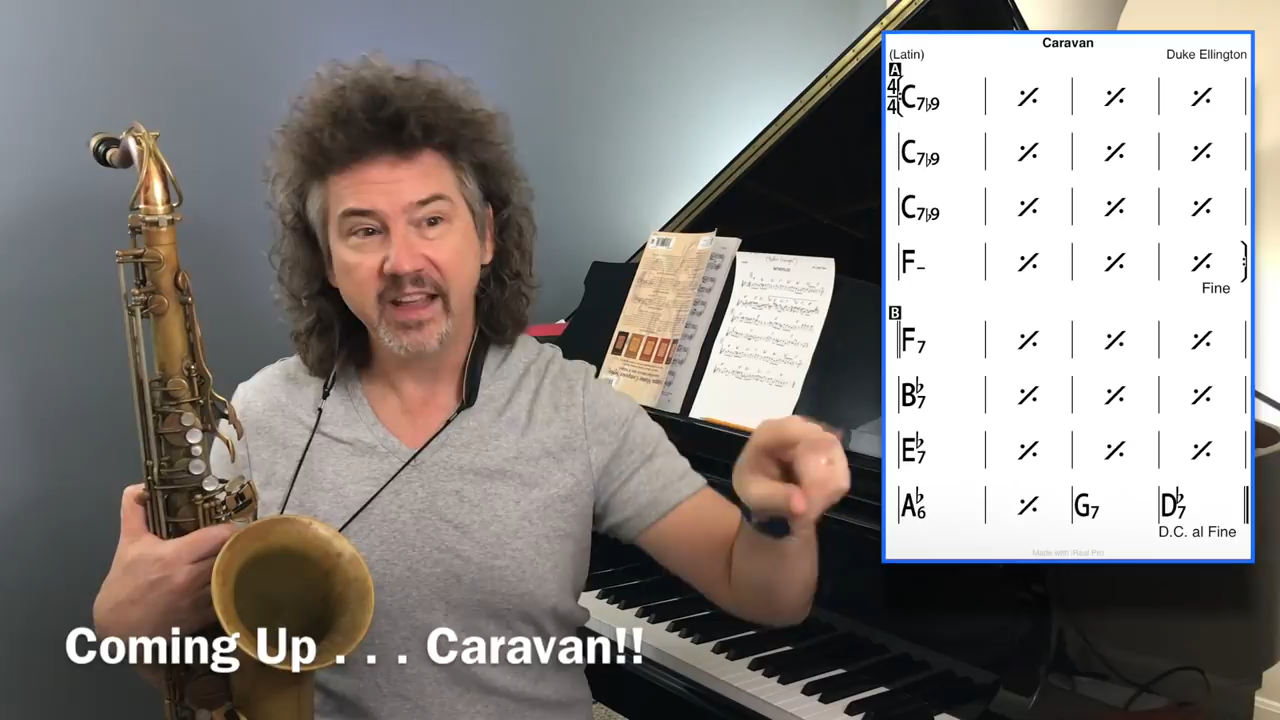 Caravan
(Latin)
Duke Ellington
A
4/4 C7♭9 𝄎 𝄎 𝄎
C7♭9 𝄎 𝄎 𝄎
C7♭9 𝄎 𝄎 𝄎
F– 𝄎 𝄎 𝄎
Fine
B
F7 𝄎 𝄎 𝄎
B♭7 𝄎 𝄎 𝄎
E♭7 𝄎 𝄎 𝄎
A♭6 𝄎 G7 D♭7
D.C. al Fine
Made with iReal Pro
Coming Up . . . Caravan!!